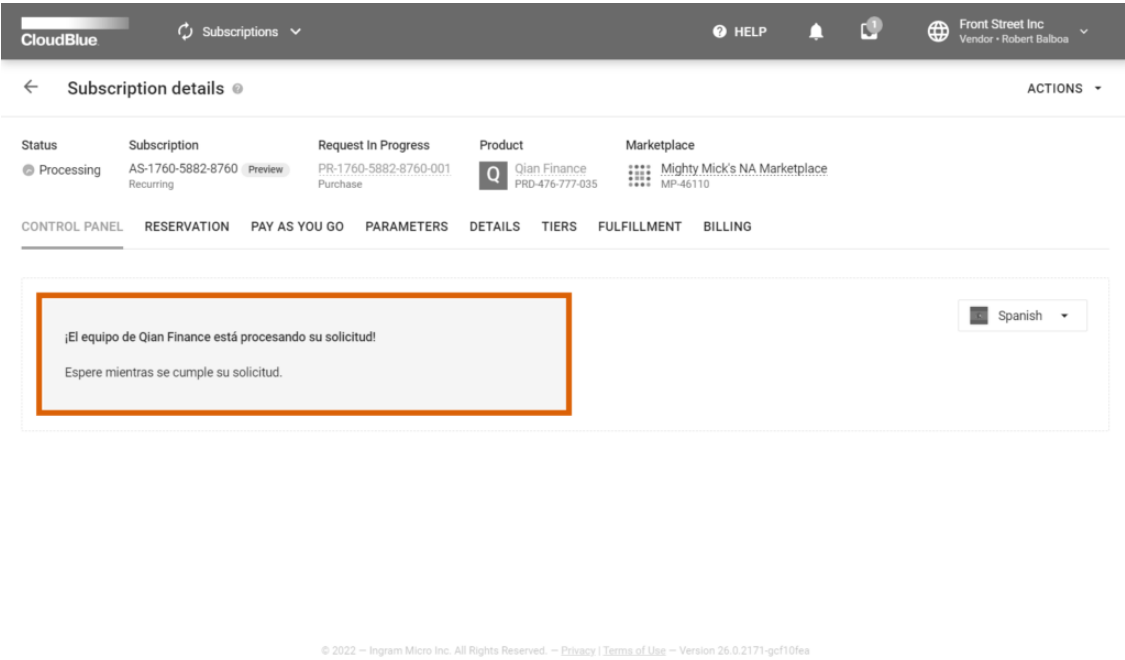 CloudBlue
Subscriptions
HELP
1
Front Street Inc
Vendor • Robert Balboa
Subscription details
ACTIONS
Status
Subscription
Request In Progress
Product
Marketplace
Processing
AS-1760-5882-8760 Preview
Recurring
PR-1760-5882-8760-001
Purchase
Q
Qian Finance
PRD-476-777-035
Mighty Mick's NA Marketplace
MP-46110
CONTROL PANEL RESERVATION PAY AS YOU GO PARAMETERS DETAILS TIERS FULFILLMENT BILLING
¡El equipo de Qian Finance está procesando su solicitud!
Espere mientras se cumple su solicitud.
Spanish
© 2022 – Ingram Micro Inc. All Rights Reserved. – Privacy | Terms of Use – Version 26.0.2171-gcf10fea